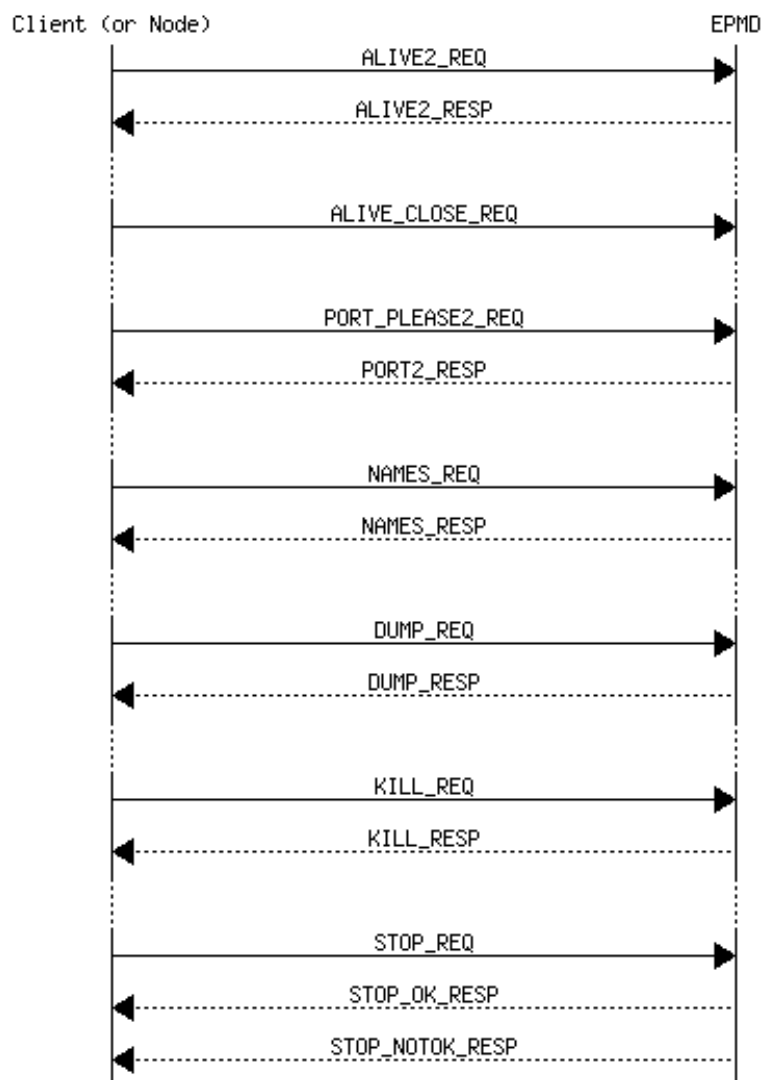 Client (or Node) EPMD
ALIVE2_REQ
ALIVE2_RESP
ALIVE_CLOSE_REQ
PORT_PLEASE2_REQ
PORT2_RESP
NAMES_REQ
NAMES_RESP
DUMP_REQ
DUMP_RESP
KILL_REQ
KILL_RESP
STOP_REQ
STOP_OK_RESP
STOP_NOTOK_RESP